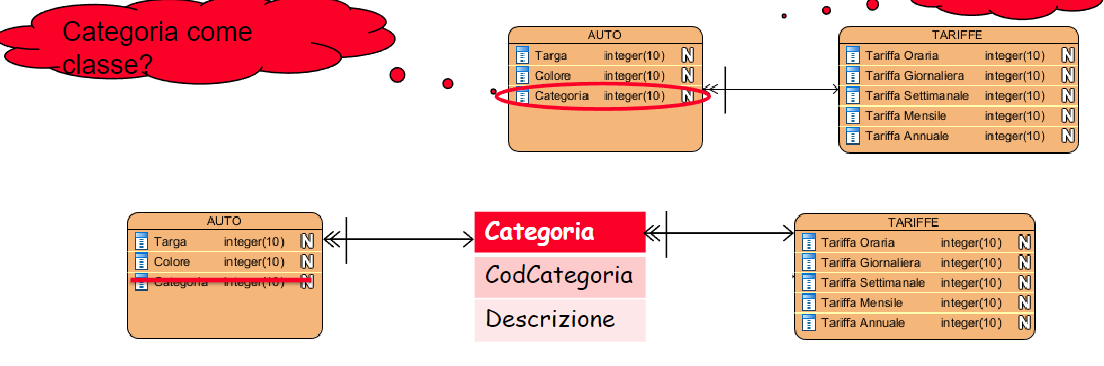 Categoria come
classe?
AUTO
Targa integer(10) N
Colore integer(10) N
Categoria integer(10) N
TARIFFE
Tariffa Oraria integer(10) N
Tariffa Giornaliera integer(10) N
Tariffa Settimanale integer(10) N
Tariffa Mensile integer(10) N
Tariffa Annuale integer(10) N
AUTO
Targa integer(10) N
Colore integer(10) N
Categoria integer(10) N
Categoria
CodCategoria
Descrizione
TARIFFE
Tariffa Oraria integer(10) N
Tariffa Giornaliera integer(10) N
Tariffa Settimanale integer(10) N
Tariffa Mensile integer(10) N
Tariffa Annuale integer(10) N